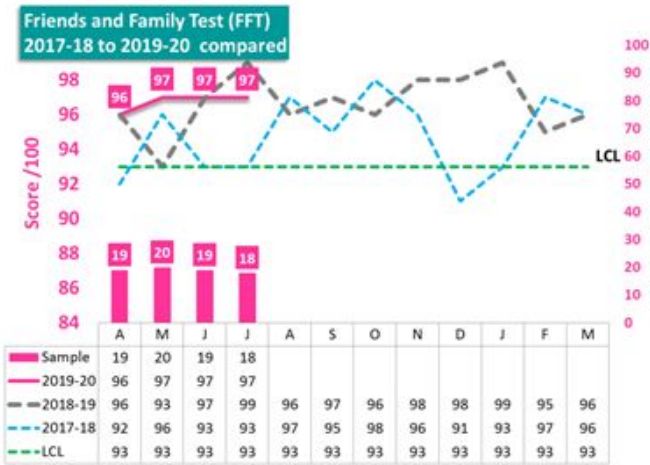 Friends and Family Test (FFT)
2017-18 to 2019-20 compared
Score /100
98
96
94
92
90
88
86
84
100
90
80
70
60
50
40
30
20
10
0
96
97
97
97
LCL
19
20
19
18
A M J J A S O N D J F M
Sample 19 20 19 18
2019-20 96 97 97 97
2018-19 96 93 97 99 96 97 96 98 98 99 95 96
2017-18 92 96 93 93 97 95 98 96 91 93 97 96
LCL 93 93 93 93 93 93 93 93 93 93 93 93